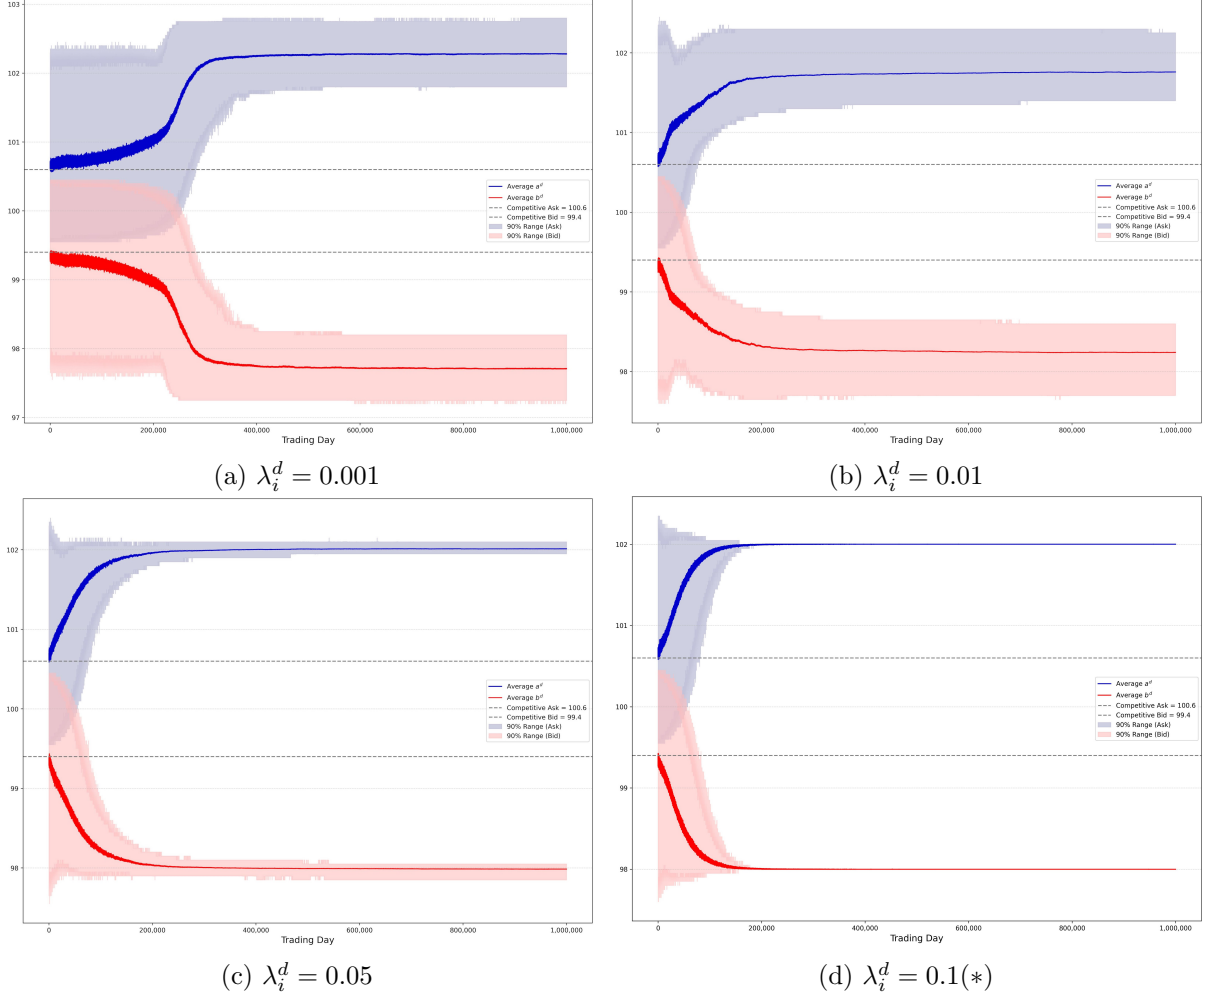 103
102
101
100
99
98
97
0
200,000
400,000
600,000
800,000
1,000,000
Trading Day
Average a^d
Average b^d
Competitive Ask = 100.6
Competitive Bid = 99.4
90% Range (Ask)
90% Range (Bid)
(a) λ_i^d = 0.001
102
101
100
99
98
0
200,000
400,000
600,000
800,000
1,000,000
Trading Day
Average a^d
Average b^d
Competitive Ask = 100.6
Competitive Bid = 99.4
90% Range (Ask)
90% Range (Bid)
(b) λ_i^d = 0.01
102
101
100
99
98
0
200,000
400,000
600,000
800,000
1,000,000
Trading Day
Average a^d
Average b^d
Competitive Ask = 100.6
Competitive Bid = 99.4
90% Range (Ask)
90% Range (Bid)
(c) λ_i^d = 0.05
102
101
100
99
98
0
200,000
400,000
600,000
800,000
1,000,000
Trading Day
Average a^d
Average b^d
Competitive Ask = 100.6
Competitive Bid = 99.4
90% Range (Ask)
90% Range (Bid)
(d) λ_i^d = 0.1(∗)